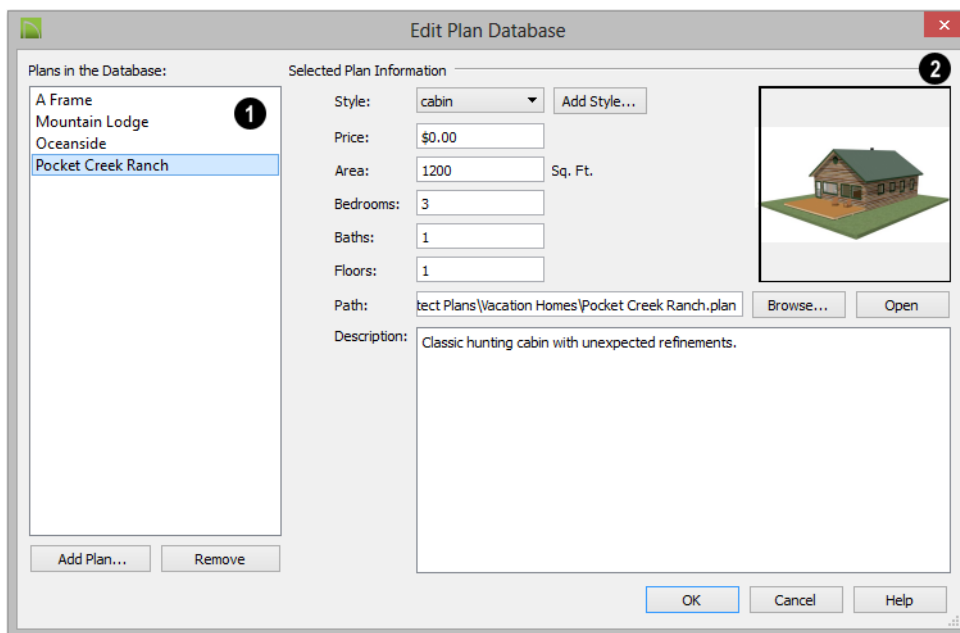 Edit Plan Database
Plans in the Database:
A Frame
Mountain Lodge
Oceanside
Pocket Creek Ranch
1
Add Plan...
Remove
Selected Plan Information
2
Style:
cabin
Add Style...
Price:
$0.00
Area:
1200
Sq. Ft.
Bedrooms:
3
Baths:
1
Floors:
1
Path:
tect Plans\Vacation Homes\Pocket Creek Ranch.plan
Browse...
Open
Description:
Classic hunting cabin with unexpected refinements.
OK
Cancel
Help